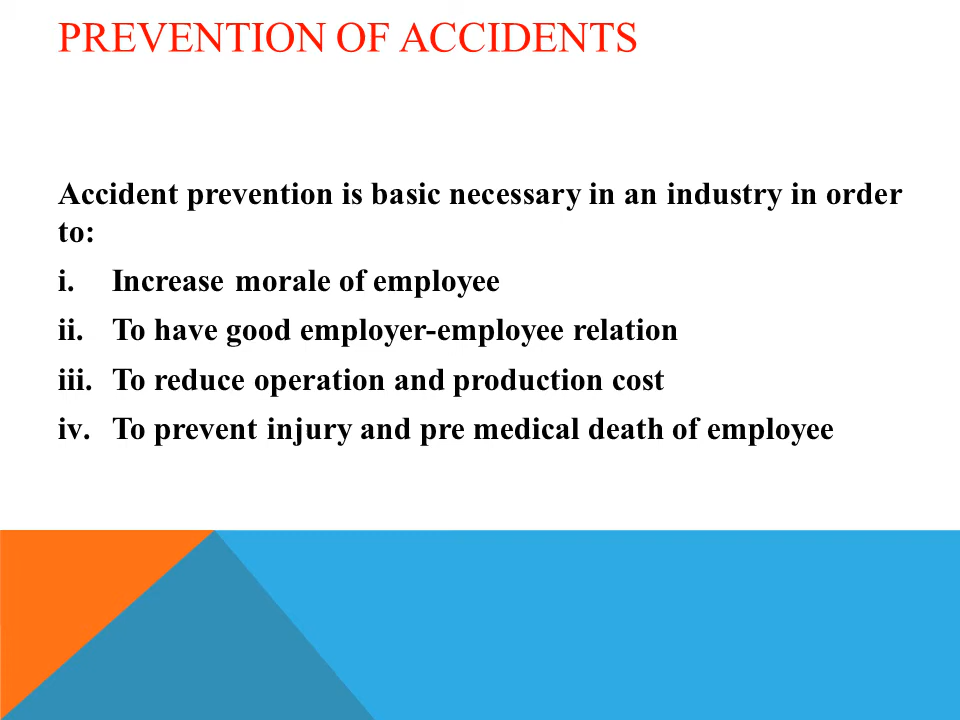 PREVENTION OF ACCIDENTS
Accident prevention is basic necessary in an industry in order
to:
i. Increase morale of employee
ii. To have good employer-employee relation
iii. To reduce operation and production cost
iv. To prevent injury and pre medical death of employee